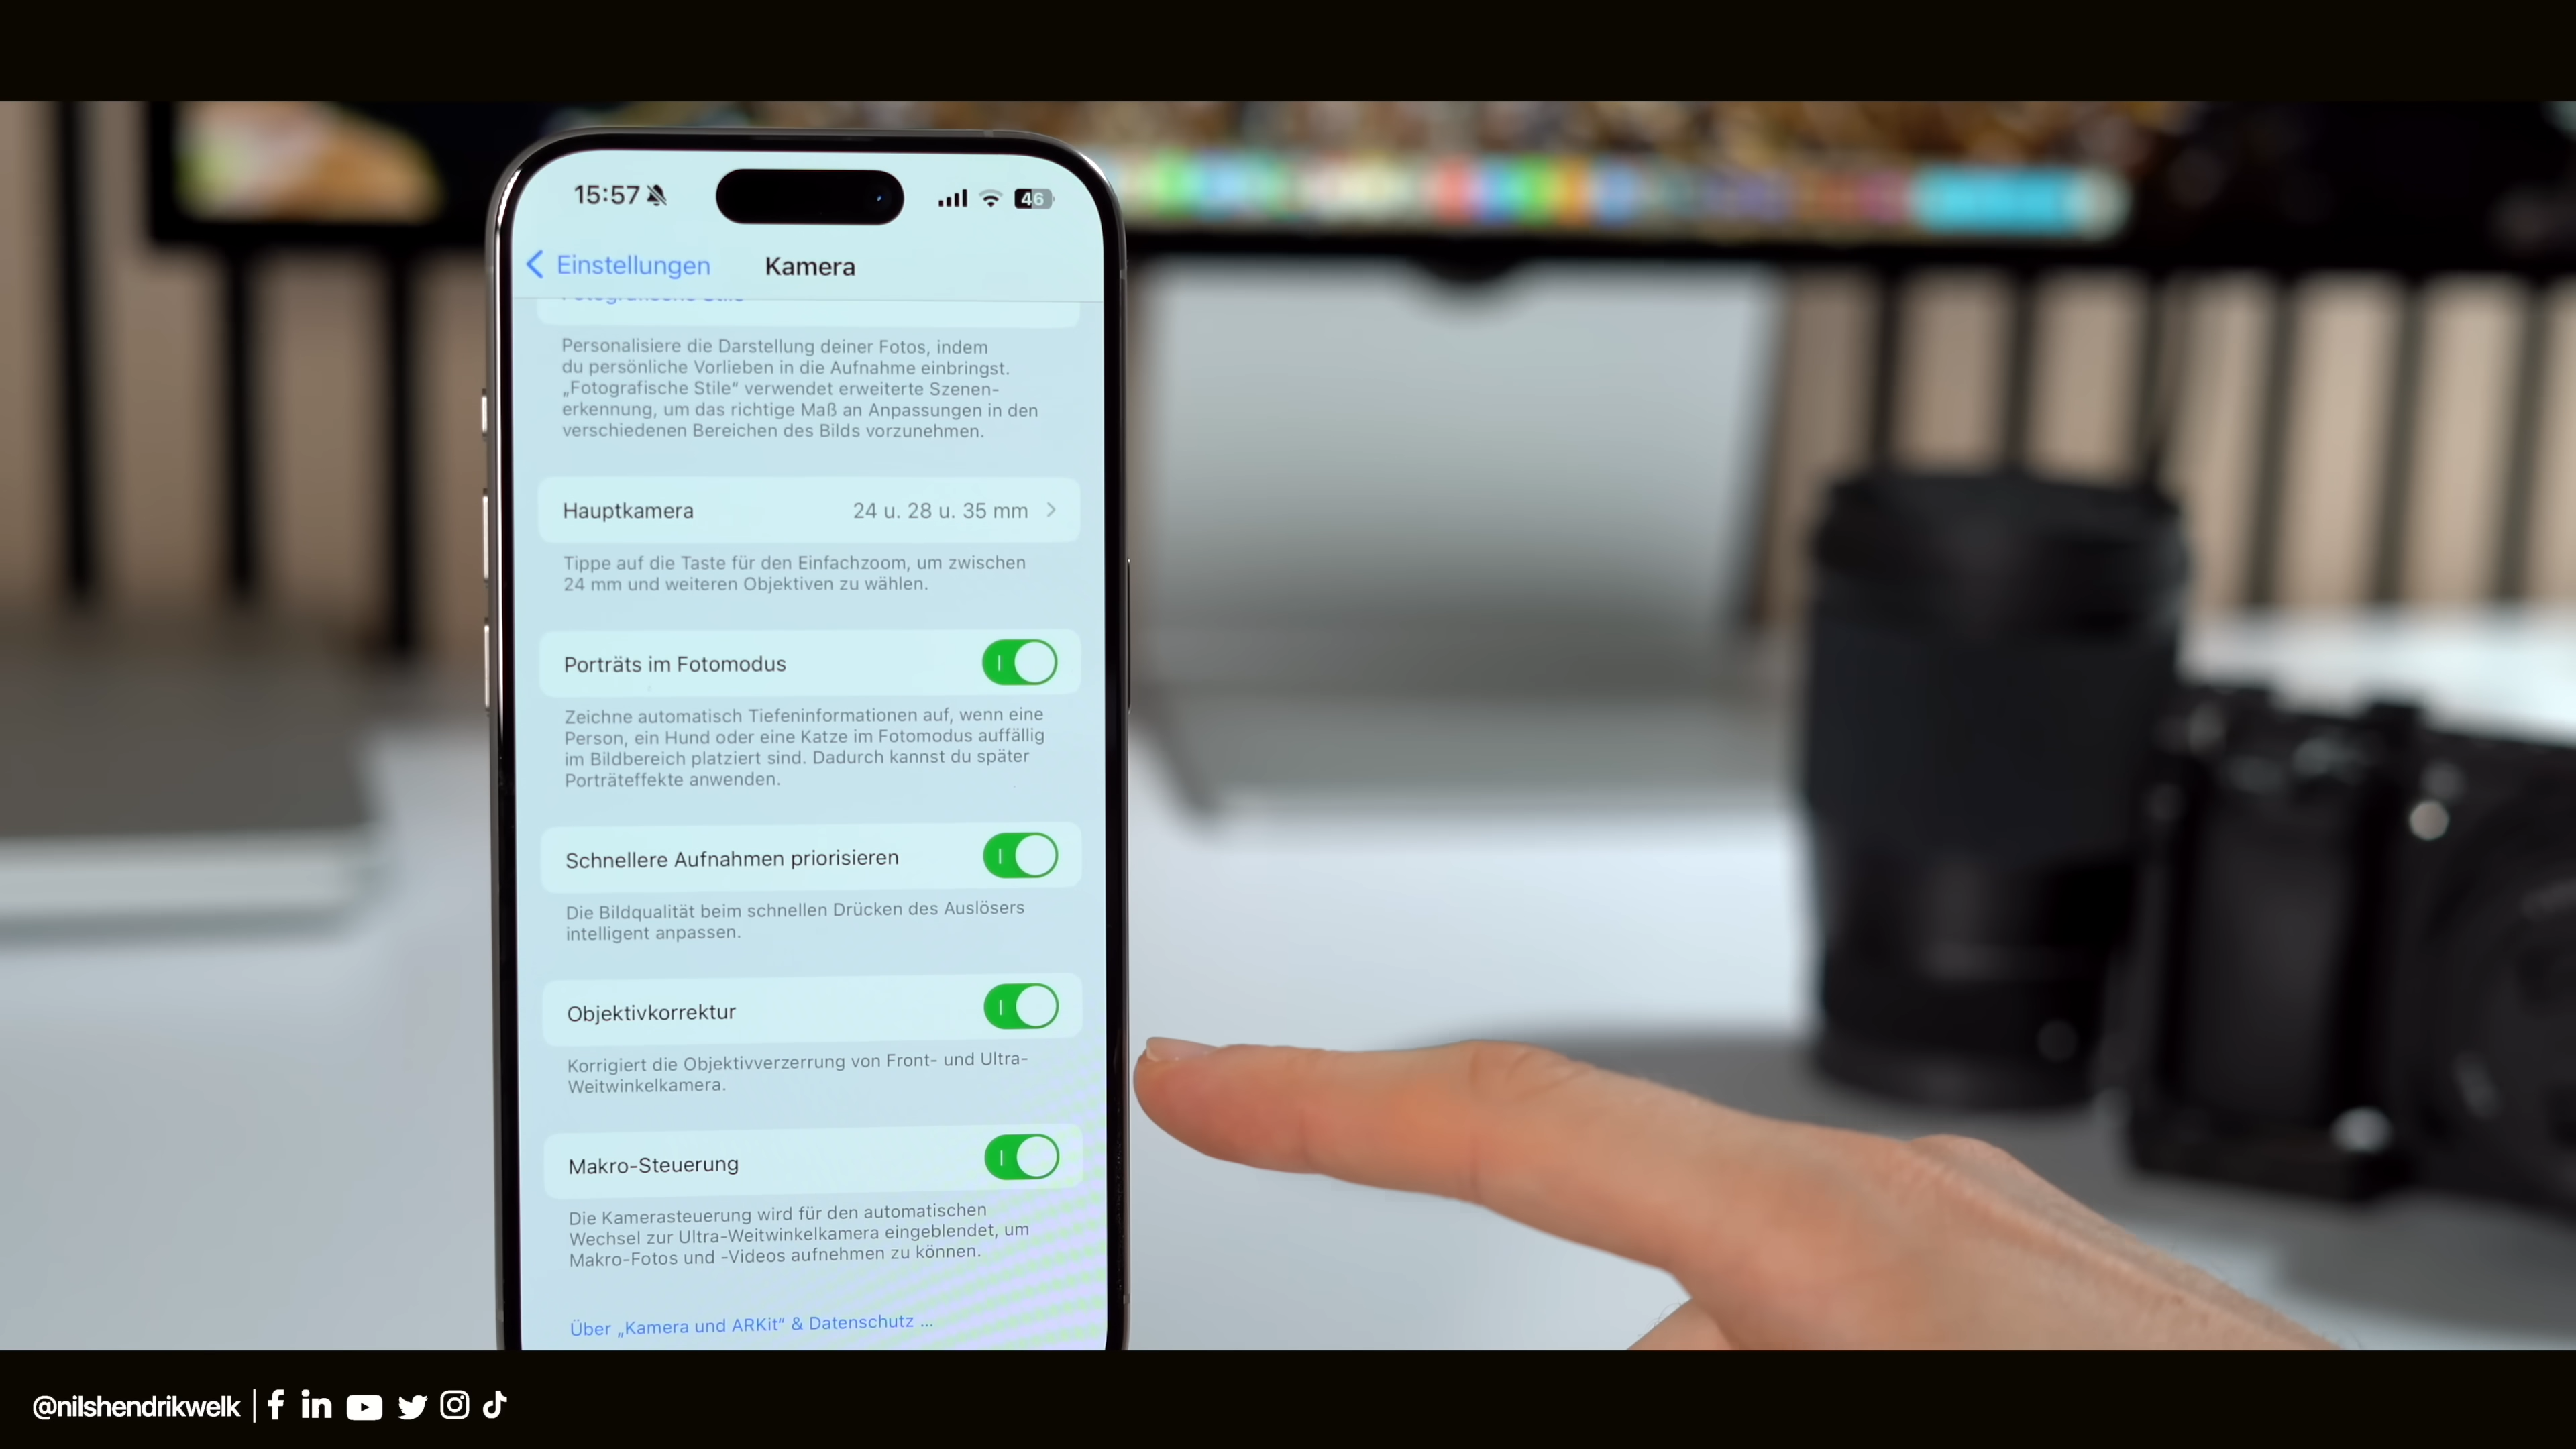 15:57
46
Einstellungen
Kamera
Fotografische Stile
Personalisiere die Darstellung deiner Fotos, indem
du persönliche Vorlieben in die Aufnahme einbringst.
„Fotografische Stile“ verwendet erweiterte Szenen-
erkennung, um das richtige Maß an Anpassungen in den
verschiedenen Bereichen des Bilds vorzunehmen.
Hauptkamera 24 u. 28 u. 35 mm
Tippe auf die Taste für den Einfachzoom, um zwischen
24 mm und weiteren Objektiven zu wählen.
Porträts im Fotomodus
Zeichne automatisch Tiefeninformationen auf, wenn eine
Person, ein Hund oder eine Katze im Fotomodus auffällig
im Bildbereich platziert sind. Dadurch kannst du später
Porträteffekte anwenden.
Schnellere Aufnahmen priorisieren
Die Bildqualität beim schnellen Drücken des Auslösers
intelligent anpassen.
Objektivkorrektur
Korrigiert die Objektivverzerrung von Front- und Ultra-
Weitwinkelkamera.
Makro-Steuerung
Die Kamerasteuerung wird für den automatischen
Wechsel zur Ultra-Weitwinkelkamera eingeblendet, um
Makro-Fotos und -Videos aufnehmen zu können.
Über „Kamera und ARKit“ & Datenschutz ...
@nilshendrikwelk